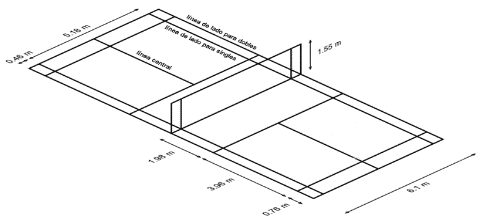 línea de lado para dobles
línea de lado para singles
línea central
5.18 m
0.46 m
1.55 m
1.98 m
3.96 m
0.76 m
6.1 m